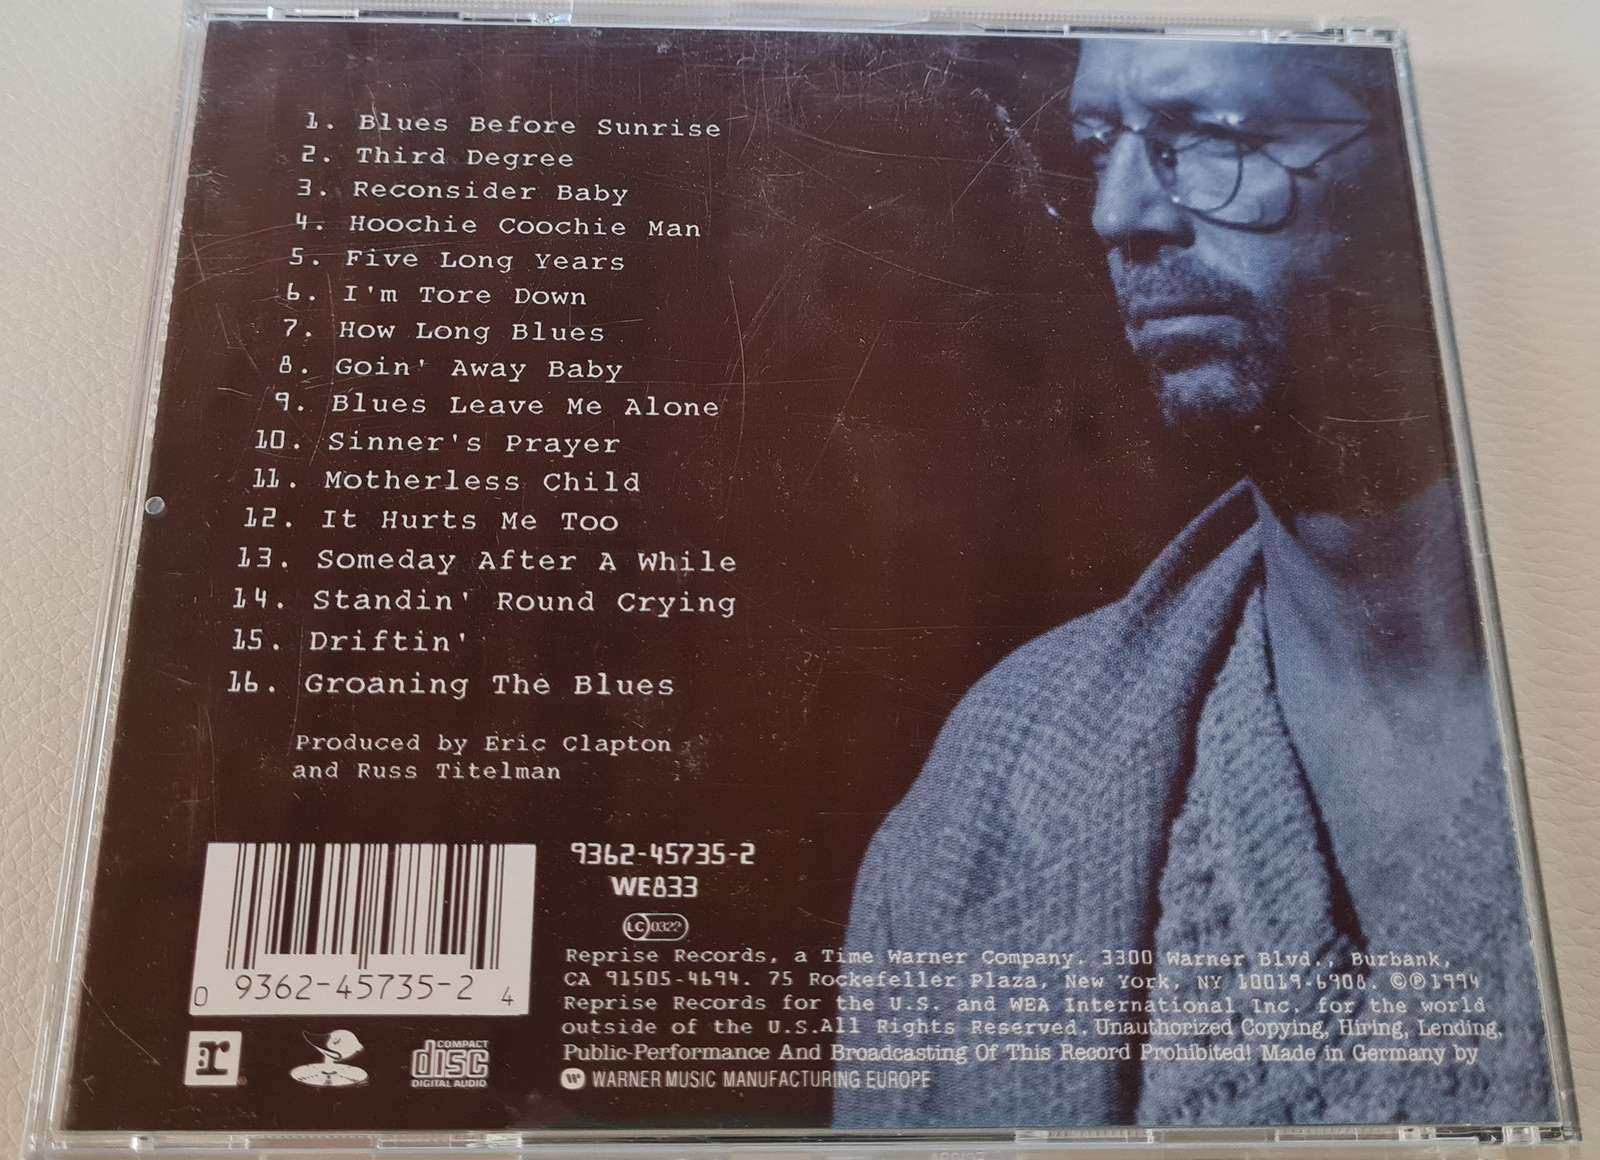 1. Blues Before Sunrise
2. Third Degree
3. Reconsider Baby
4. Hoochie Coochie Man
5. Five Long Years
6. I'm Tore Down
7. How Long Blues
8. Goin' Away Baby
9. Blues Leave Me Alone
10. Sinner's Prayer
11. Motherless Child
12. It Hurts Me Too
13. Someday After A While
14. Standin' Round Crying
15. Driftin'
16. Groaning The Blues
Produced by Eric Clapton
and Russ Titelman
0 9362-45735-2 4
9362-45735-2
WE833
LC 0322
Reprise Records, a Time Warner Company. 3300 Warner Blvd., Burbank,
CA 91505-4694. 75 Rockefeller Plaza, New York, NY 10019-6908. ©℗1994
Reprise Records for the U.S. and WEA International Inc. for the world
outside of the U.S.All Rights Reserved. Unauthorized Copying, Hiring, Lending,
Public-Performance And Broadcasting Of This Record Prohibited! Made in Germany by
WARNER MUSIC MANUFACTURING EUROPE
r
COMPACT
disc
DIGITAL AUDIO